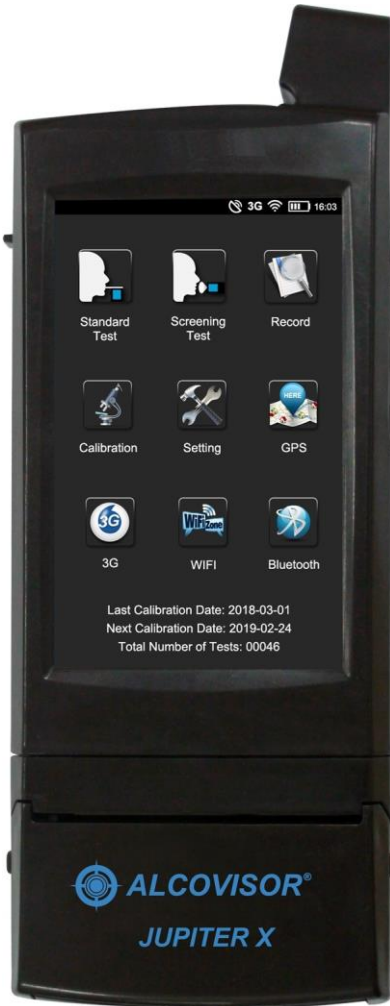 3G 16:03
Standard
Test
Screening
Test
Record
HERE
Calibration
Setting
GPS
3G
WiFi Zone
3G
WIFI
Bluetooth
Last Calibration Date: 2018-03-01
Next Calibration Date: 2019-02-24
Total Number of Tests: 00046
ALCOVISOR®
JUPITER X